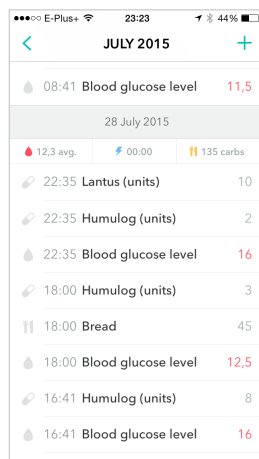 E-Plus+ 23:23 44%
JULY 2015 +
08:41 Blood glucose level 11,5
28 July 2015
12,3 avg. 00:00 135 carbs
22:35 Lantus (units) 10
22:35 Humulog (units) 2
22:35 Blood glucose level 16
18:00 Humulog (units) 3
18:00 Bread 45
18:00 Blood glucose level 12,5
16:41 Humulog (units) 8
16:41 Blood glucose level 16